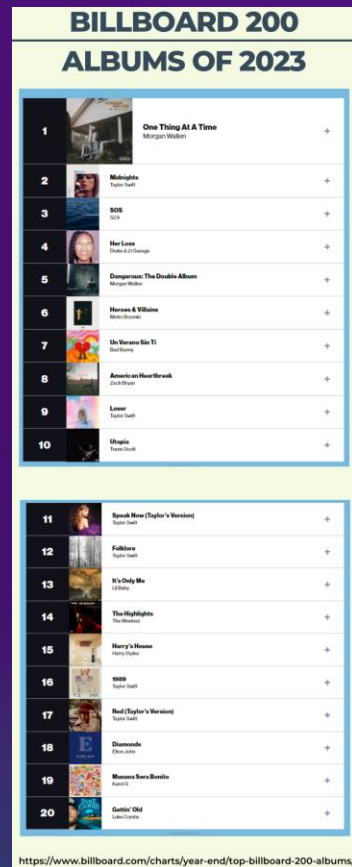 BILLBOARD 200
ALBUMS OF 2023
1
One Thing At A Time
Morgan Wallen
+
2
Midnights
Taylor Swift
+
3
SOS
SZA
+
4
Her Loss
Drake & 21 Savage
+
5
Dangerous: The Double Album
Morgan Wallen
+
6
Heroes & Villains
Metro Boomin
+
7
Un Verano Sin Ti
Bad Bunny
+
8
American Heartbreak
Zach Bryan
+
9
Lover
Taylor Swift
+
10
Utopia
Travis Scott
+
11
Speak Now (Taylor's Version)
Taylor Swift
+
12
Folklore
Taylor Swift
+
13
It's Only Me
Lil Baby
+
14
The Highlights
The Weeknd
+
15
Harry's House
Harry Styles
+
16
1989
Taylor Swift
+
17
Red (Taylor's Version)
Taylor Swift
+
18
E
Diamonds
Elton John
+
19
Manana Sera Bonito
Karol G
+
20
Gettin' Old
Luke Combs
+
https://www.billboard.com/charts/year-end/top-billboard-200-albums/